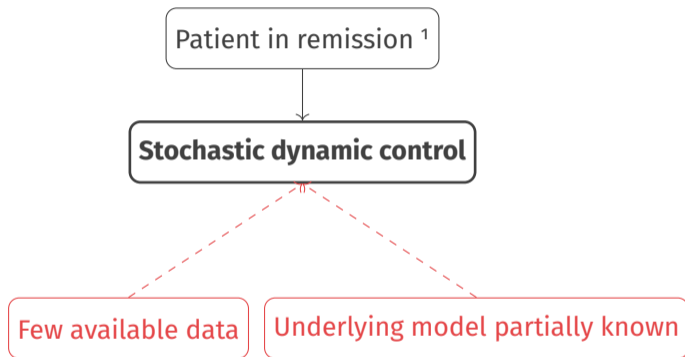 Patient in remission ¹
Stochastic dynamic control
Few available data
Underlying model partially known